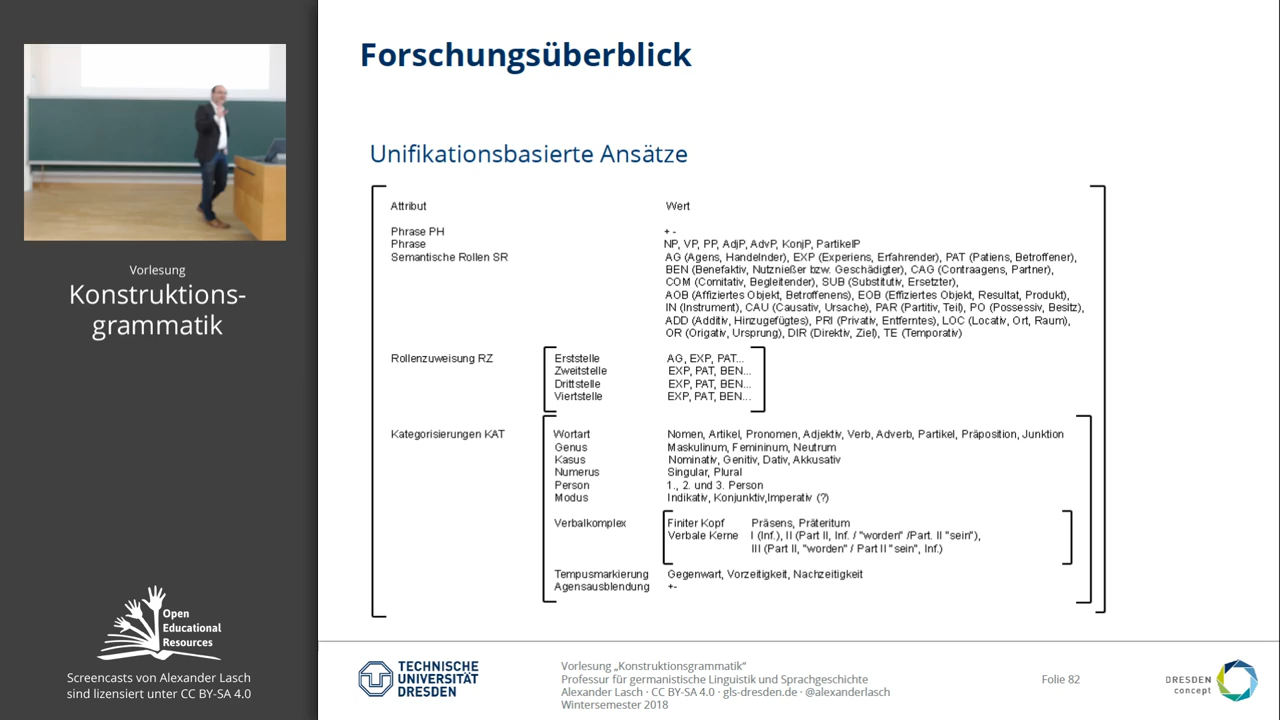 Forschungsüberblick
Unifikationsbasierte Ansätze
Attribut Wert
Phrase PH + -
Phrase NP, VP, PP, AdjP, AdvP, KonjP, PartikelP
Semantische Rollen SR AG (Agens, Handelnder), EXP (Experiens, Erfahrender), PAT (Patiens, Betroffener),
BEN (Benefaktiv, Nutznießer bzw. Geschädigter), CAG (Contraagens, Partner),
COM (Comitativ, Begleitender), SUB (Substitutiv, Ersetzter),
AOB (Affiziertes Objekt, Betroffenens), EOB (Effiziertes Objekt, Resultat, Produkt),
IN (Instrument), CAU (Causativ, Ursache), PAR (Partitiv, Teil), PO (Possessiv, Besitz),
ADD (Additiv, Hinzugefügtes), PRI (Privativ, Entferntes), LOC (Locativ, Ort, Raum),
OR (Origativ, Ursprung), DIR (Direktiv, Ziel), TE (Temporativ)
Rollenzuweisung RZ Erststelle AG, EXP, PAT...
Zweitstelle EXP, PAT, BEN...
Drittstelle EXP, PAT, BEN...
Viertstelle EXP, PAT, BEN...
Kategorisierungen KAT Wortart Nomen, Artikel, Pronomen, Adjektiv, Verb, Adverb, Partikel, Präposition, Junktion
Genus Maskulinum, Femininum, Neutrum
Kasus Nominativ, Genitiv, Dativ, Akkusativ
Numerus Singular, Plural
Person 1., 2. und 3. Person
Modus Indikativ, Konjunktiv,Imperativ (?)
Verbalkomplex Finiter Kopf Präsens, Präteritum
Verbale Kerne I (Inf.), II (Part II, Inf. / "worden" /Part. II "sein"),
III (Part II, "worden" / Part II "sein", Inf.)
Tempusmarkierung Gegenwart, Vorzeitigkeit, Nachzeitigkeit
Agensausblendung +-
Vorlesung
Konstruktions-
grammatik
Open
Educational
Resources
Screencasts von Alexander Lasch
sind lizensiert unter CC BY-SA 4.0
TECHNISCHE
UNIVERSITÄT
DRESDEN
Vorlesung „Konstruktionsgrammatik“
Professur für germanistische Linguistik und Sprachgeschichte
Alexander Lasch · CC BY-SA 4.0 · gls-dresden.de · @alexanderlasch
Wintersemester 2018
Folie 82
DRESDEN
concept